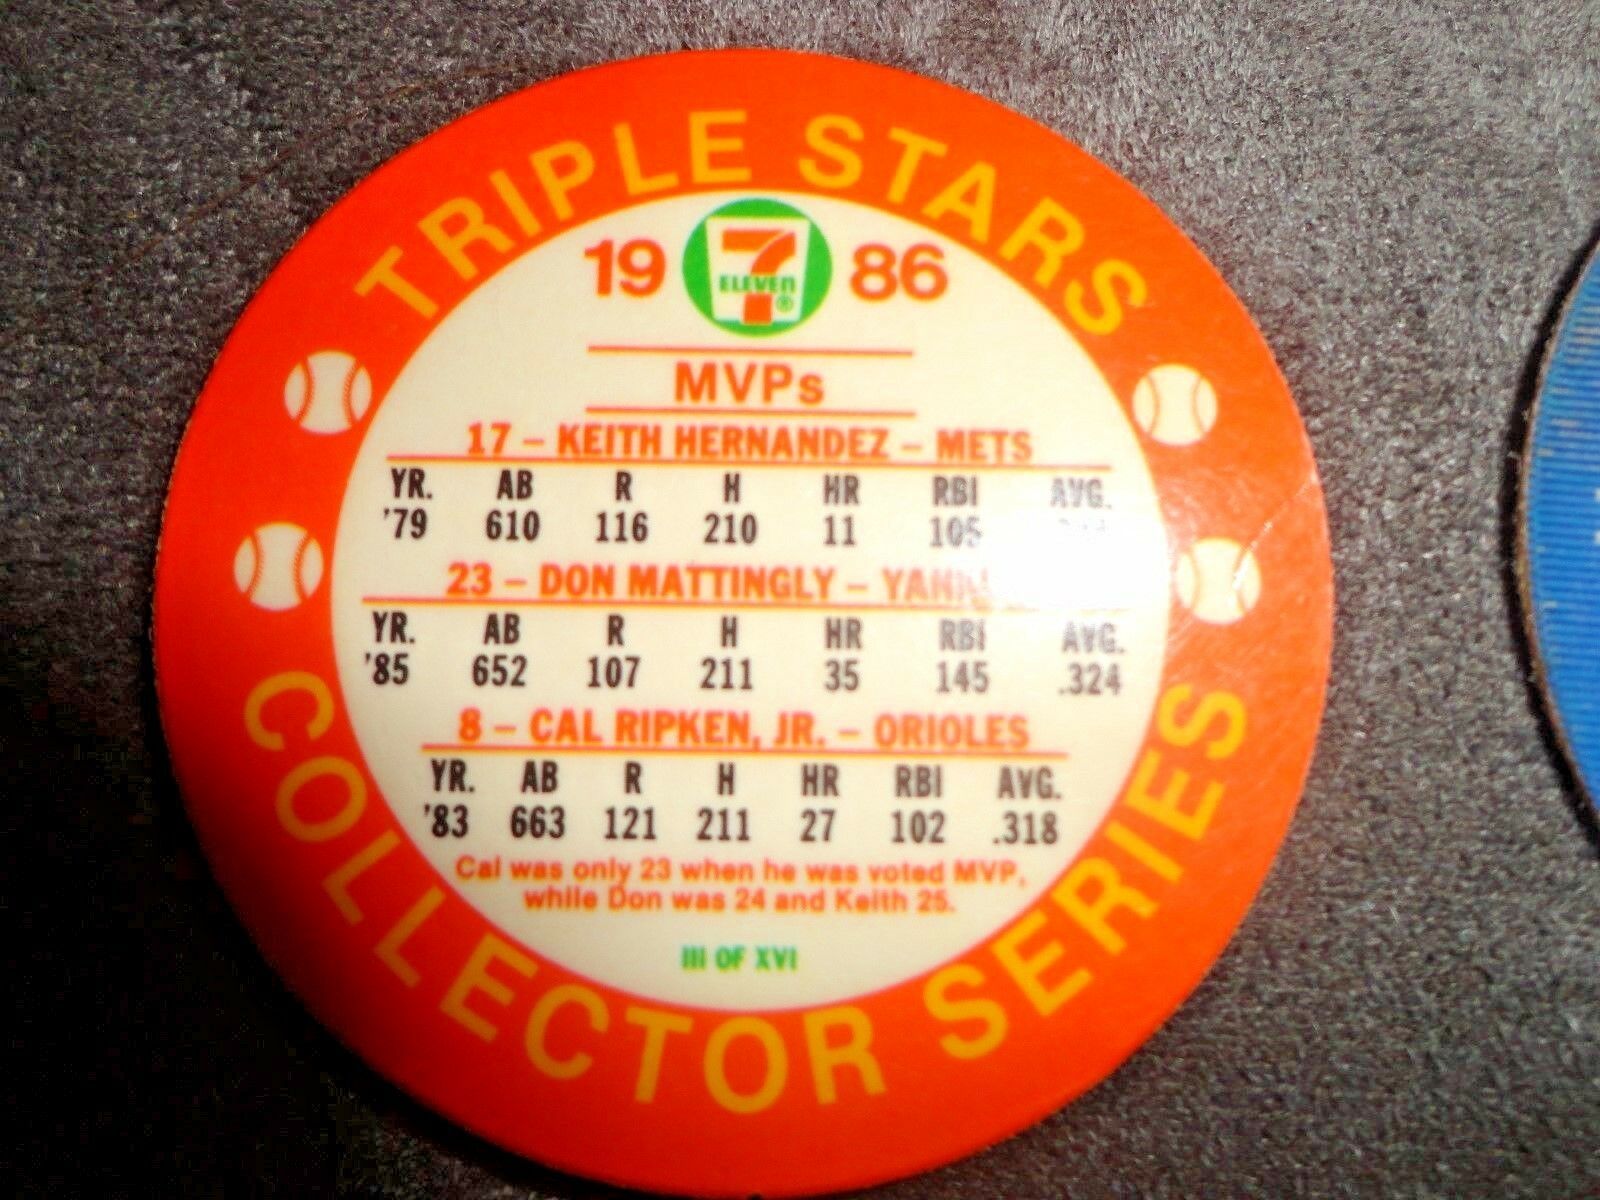 TRIPLE STARS
19 7 ELEVEN ® 86
MVPs
17 – KEITH HERNANDEZ – METS
YR. AB R H HR RBI AVG.
'79 610 116 210 11 105
23 – DON MATTINGLY –
YR. AB R H HR RBI AVG.
'85 652 107 211 35 145 .324
8 – CAL RIPKEN, JR. – ORIOLES
YR. AB R H HR RBI AVG.
'83 663 121 211 27 102 .318
Cal was only 23 when he was voted MVP,
while Don was 24 and Keith 25.
III OF XVI
COLLECTOR SERIES